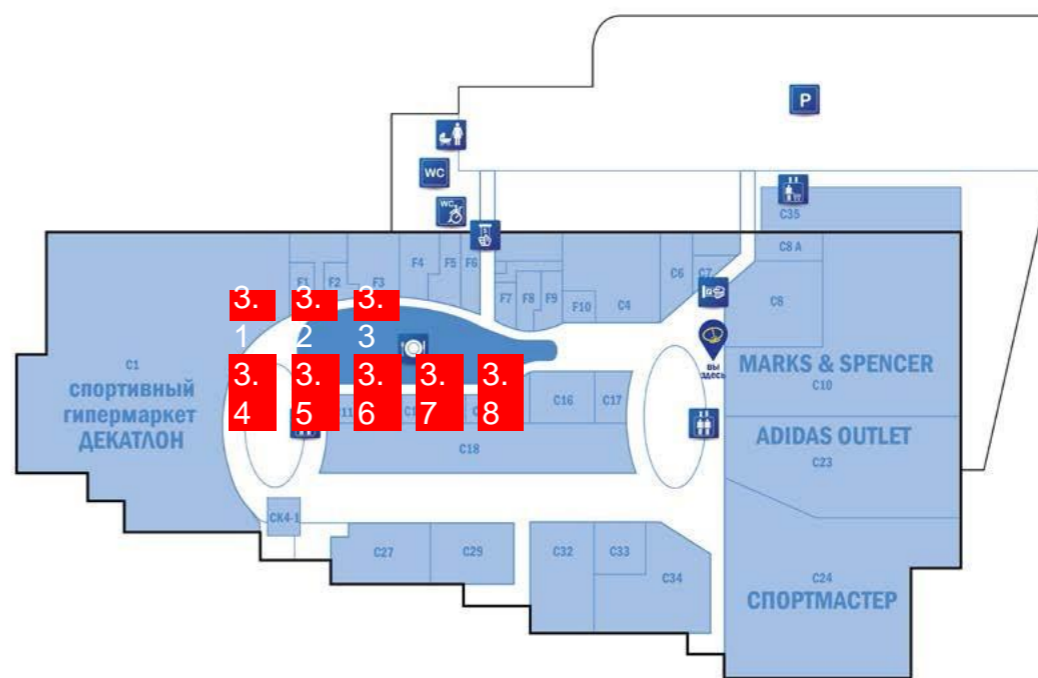 P
WC
WC
C35
C8 A
F1
F2
F3
F4
F5
F6
F7
F8
F9
F10
C4
C6
C7
C8
3.
1
3.
2
3.
3
3.
4
3.
5
3.
6
3.
7
3.
8
C1
спортивный
гипермаркет
ДЕКАТЛОН
ВЫ
ЗДЕСЬ
MARKS & SPENCER
C10
C16
C17
C18
ADIDAS OUTLET
C23
СК4-1
C27
C29
C32
C33
C34
C24
СПОРТМАСТЕР